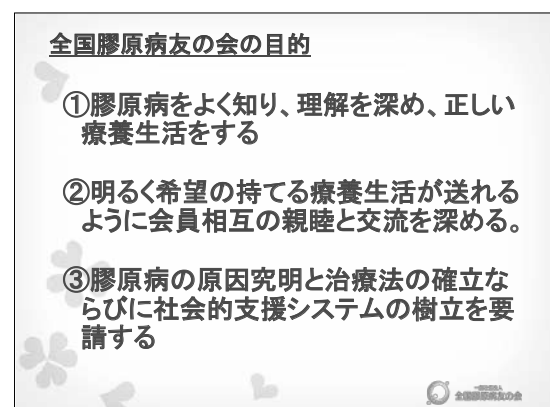 全国膠原病友の会の目的
①膠原病をよく知り、理解を深め、正しい
療養生活をする
②明るく希望の持てる療養生活が送れる
ように会員相互の親睦と交流を深める。
③膠原病の原因究明と治療法の確立な
らびに社会的支援システムの樹立を要
請する
一般社団法人
全国膠原病友の会